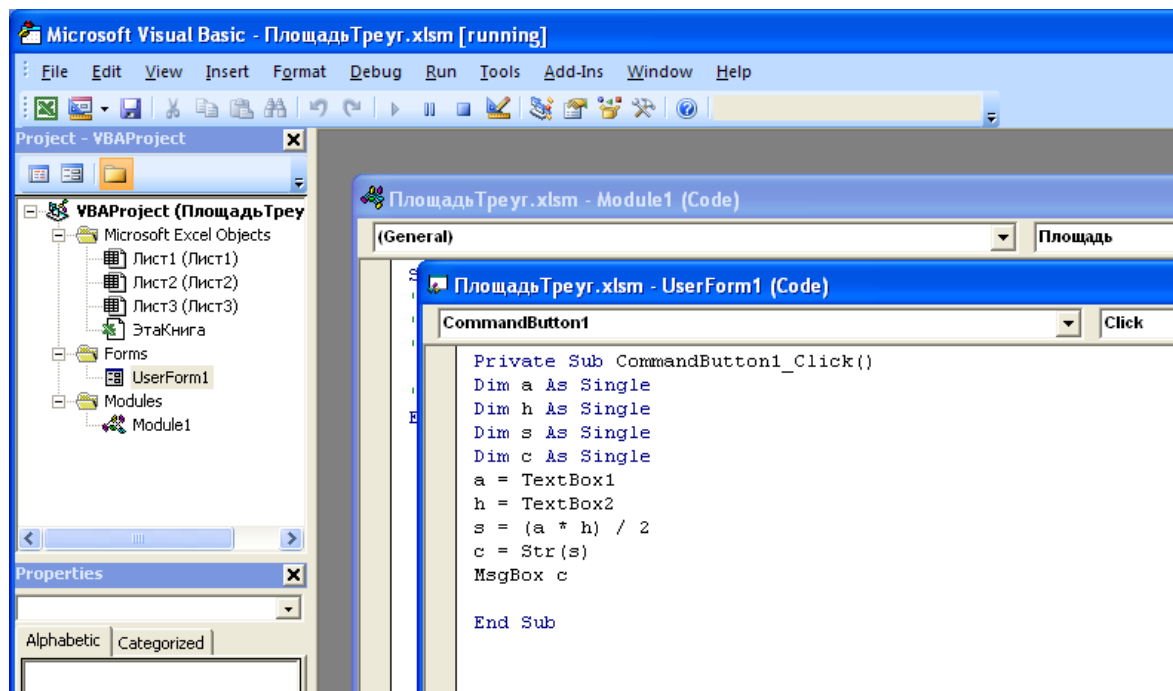 Microsoft Visual Basic - ПлощадьТреуг.xlsm [running]
File Edit View Insert Format Debug Run Tools Add-Ins Window Help
Project - VBAProject
VBAProject (ПлощадьТреу
Microsoft Excel Objects
Лист1 (Лист1)
Лист2 (Лист2)
Лист3 (Лист3)
ЭтаКнига
Forms
UserForm1
Modules
Module1
Properties
Alphabetic Categorized
ПлощадьТреуг.xlsm - Module1 (Code)
(General) Площадь
ПлощадьТреуг.xlsm - UserForm1 (Code)
CommandButton1 Click
Private Sub CommandButton1_Click()
Dim a As Single
Dim h As Single
Dim s As Single
Dim c As Single
a = TextBox1
h = TextBox2
s = (a * h) / 2
c = Str(s)
MsgBox c
End Sub